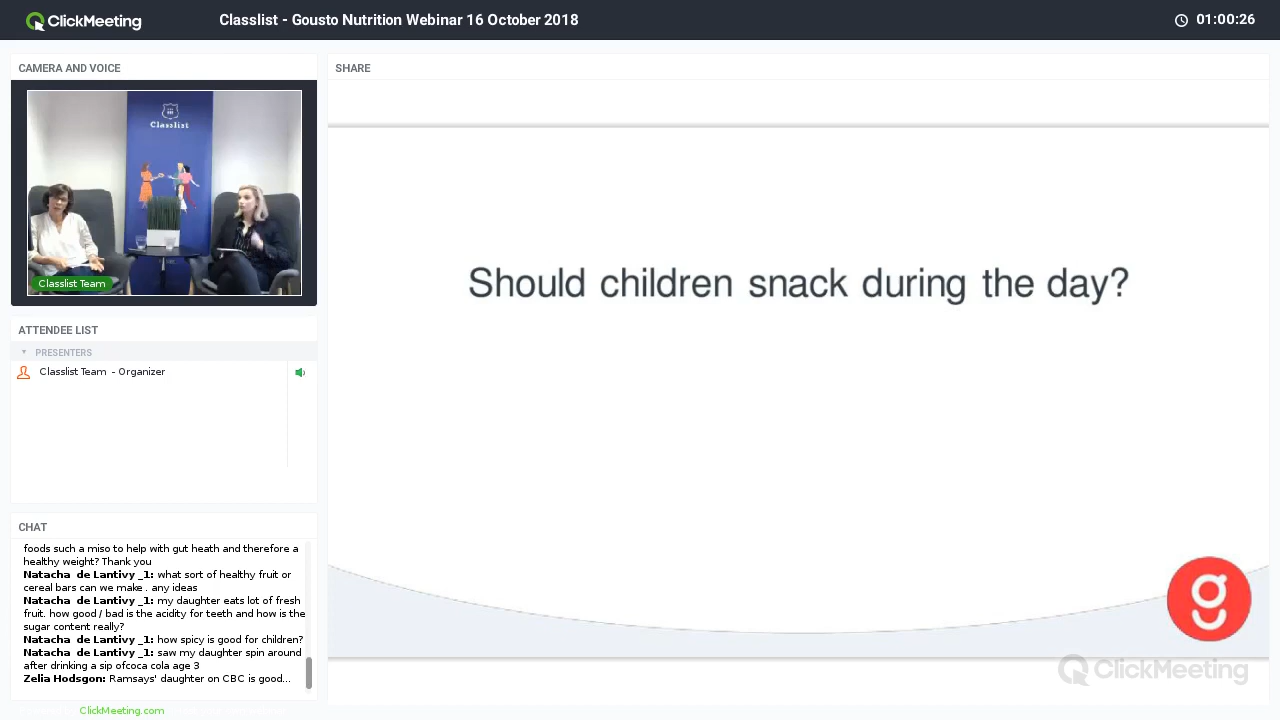 ClickMeeting
Classlist - Gousto Nutrition Webinar 16 October 2018
01:00:26
CAMERA AND VOICE
Classlist
Classlist Team
ATTENDEE LIST
PRESENTERS
Classlist Team - Organizer
CHAT
foods such a miso to help with gut heath and therefore a
healthy weight? Thank you
Natacha de Lantivy _1: what sort of healthy fruit or
cereal bars can we make . any ideas
Natacha de Lantivy _1: my daughter eats lot of fresh
fruit. how good / bad is the acidity for teeth and how is the
sugar content really?
Natacha de Lantivy _1: how spicy is good for children?
Natacha de Lantivy _1: saw my daughter spin around
after drinking a sip ofcoca cola age 3
Zelia Hodsgon: Ramsays' daughter on CBC is good...
ClickMeeting.com
SHARE
Should children snack during the day?
g
ClickMeeting